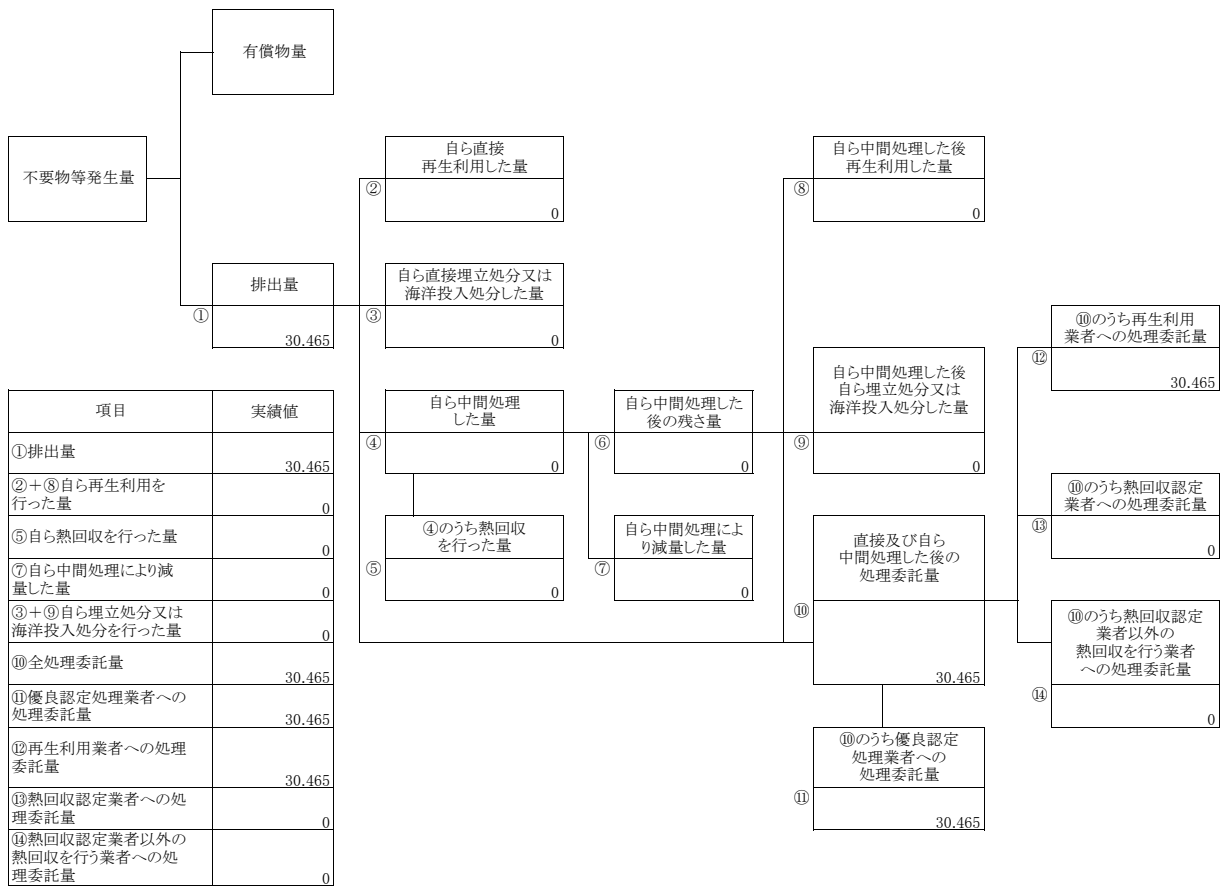 有償物量
不要物等発生量
排出量
①
30.465
自ら直接
再生利用した量
②
0
自ら直接埋立処分又は
海洋投入処分した量
③
0
自ら中間処理
した量
④
0
④のうち熱回収
を行った量
⑤
0
自ら中間処理した
後の残さ量
⑥
0
自ら中間処理によ
り減量した量
⑦
0
自ら中間処理した後
再生利用した量
⑧
0
自ら中間処理した後
自ら埋立処分又は
海洋投入処分した量
⑨
0
直接及び自ら
中間処理した後の
処理委託量
⑩
30.465
⑩のうち優良認定
処理業者への
処理委託量
⑪
30.465
⑩のうち再生利用
業者への処理委託量
⑫
30.465
⑩のうち熱回収認定
業者への処理委託量
⑬
0
⑩のうち熱回収認定
業者以外の
熱回収を行う業者
への処理委託量
⑭
0
項目 実績値
①排出量
30.465
②+⑧自ら再生利用を
行った量
0
⑤自ら熱回収を行った量
0
⑦自ら中間処理により減
量した量
0
③+⑨自ら埋立処分又は
海洋投入処分を行った量
0
⑩全処理委託量
30.465
⑪優良認定処理業者への
処理委託量
30.465
⑫再生利用業者への処理
委託量
30.465
⑬熱回収認定業者への処
理委託量
0
⑭熱回収認定業者以外の
熱回収を行う業者への処
理委託量
0